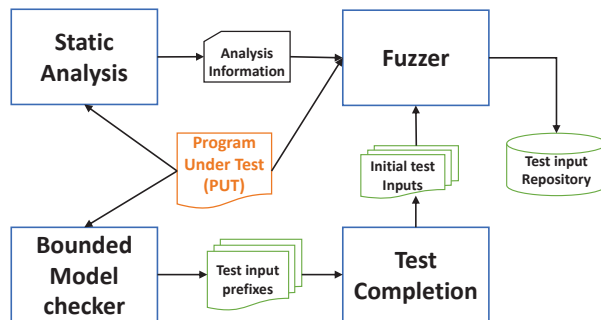 Static
Analysis
Analysis
Information
Fuzzer
Program
Under Test
(PUT)
Initial test
Inputs
Test input
Repository
Bounded
Model
checker
Test input
prefixes
Test
Completion